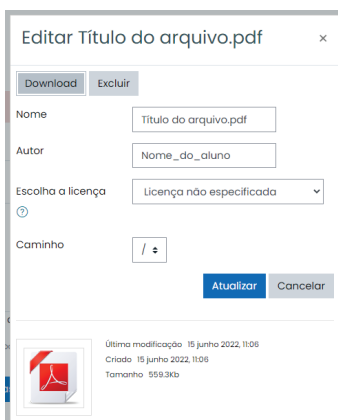 Editar Título do arquivo.pdf ×
Download Excluir
Nome Título do arquivo.pdf
Autor Nome_do_aluno
Escolha a licença Licença não especificada
?
Caminho /
Atualizar Cancelar
Última modificação 15 junho 2022, 11:06
Criado 15 junho 2022, 11:06
Tamanho 559.3Kb